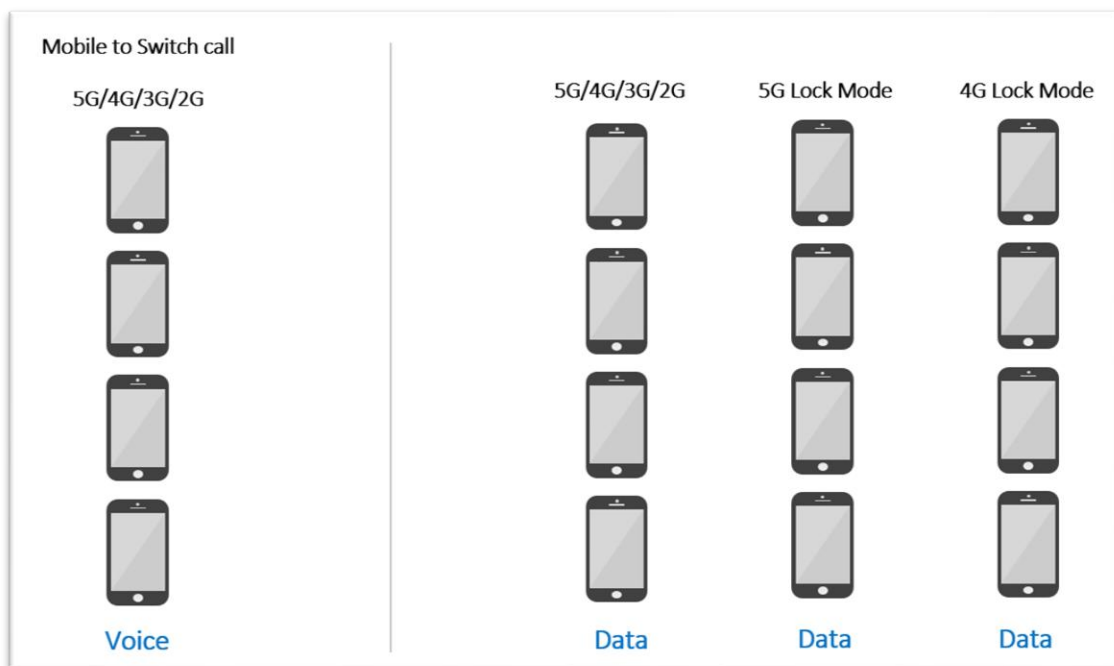 Mobile to Switch call
5G/4G/3G/2G
5G/4G/3G/2G
5G Lock Mode
4G Lock Mode
Voice
Data
Data
Data